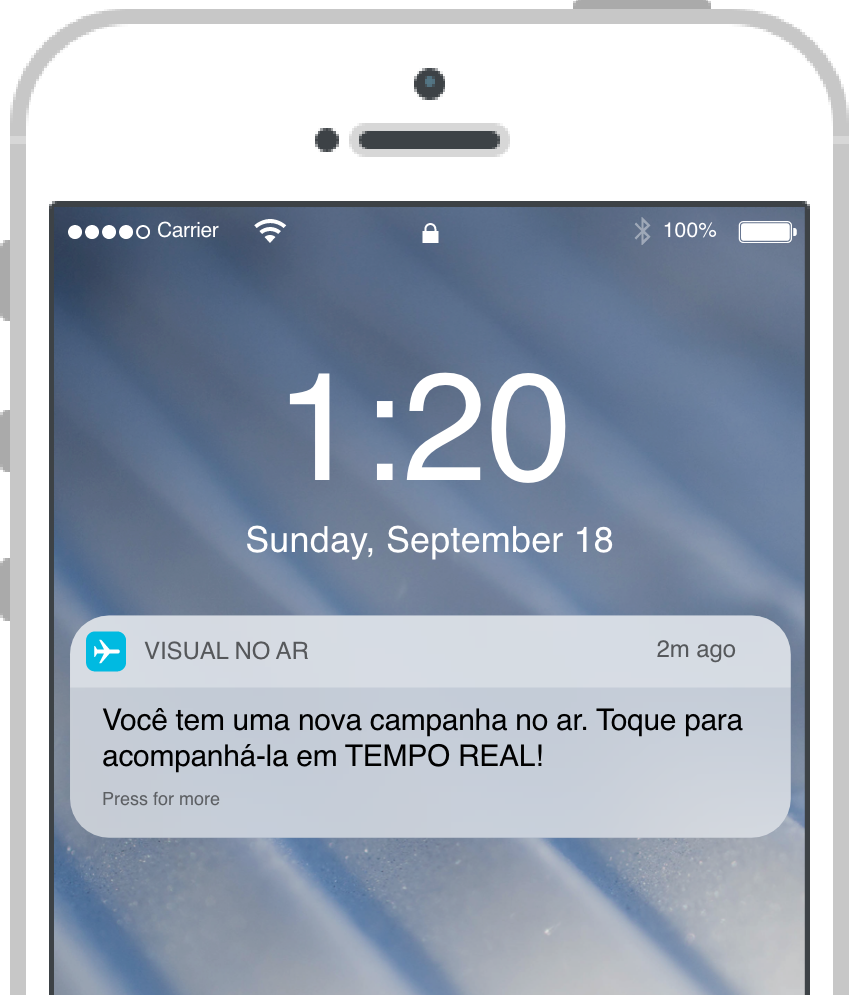 Carrier 100%
1:20
Sunday, September 18
VISUAL NO AR 2m ago
Você tem uma nova campanha no ar. Toque para
acompanhá-la em TEMPO REAL!
Press for more